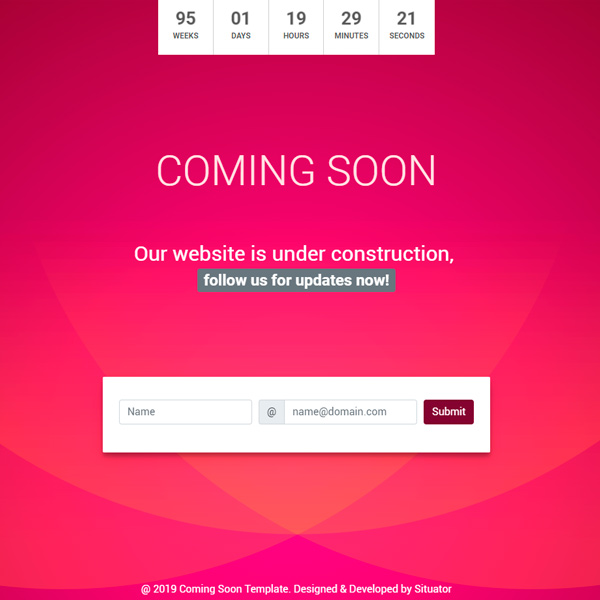 95 01 19 29 21
WEEKS DAYS HOURS MINUTES SECONDS
COMING SOON
Our website is under construction,
follow us for updates now!
Name @ name@domain.com Submit
@ 2019 Coming Soon Template. Designed & Developed by Situator